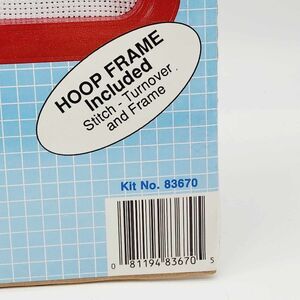 HOOP FRAME
Included
Stitch - Turnover
and Frame
Kit No. 83670
0 81194 83670 5